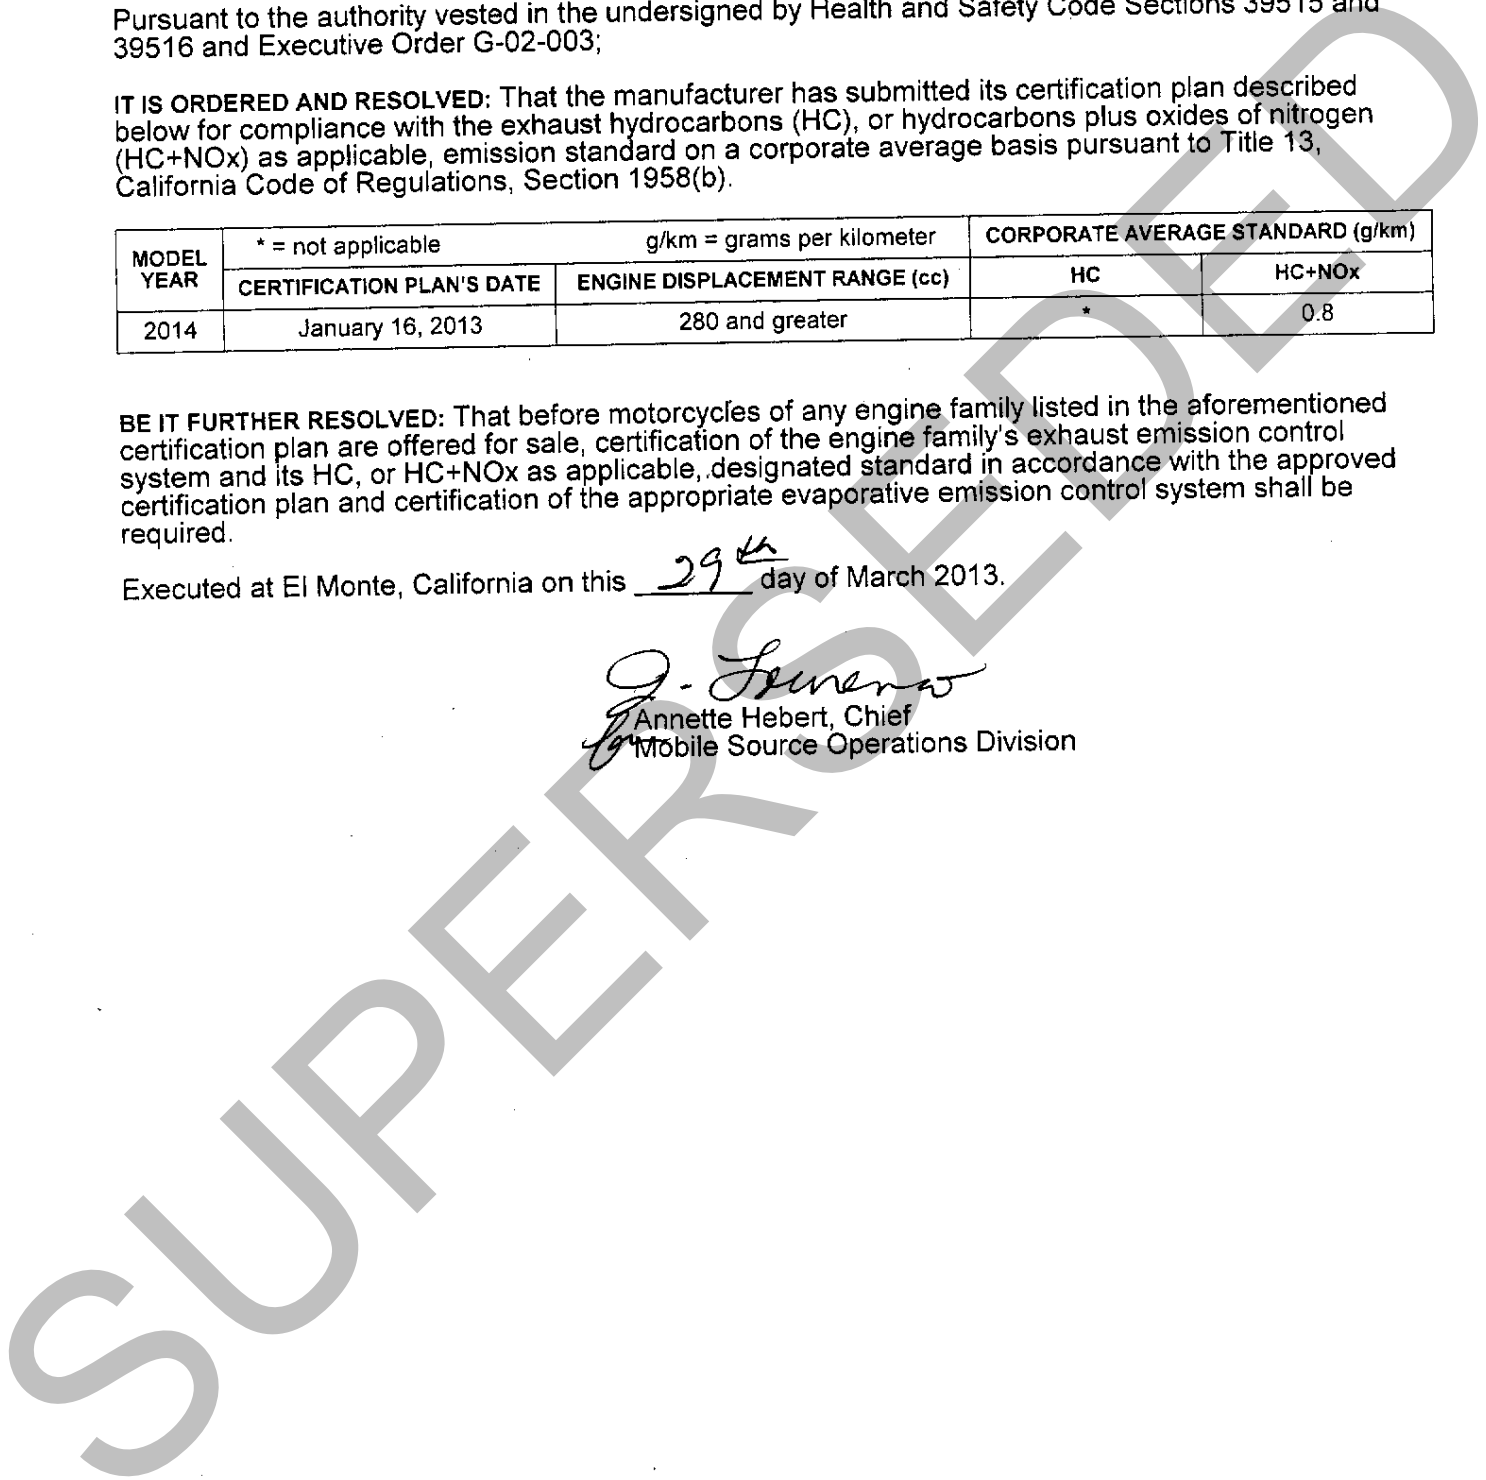 Pursuant to the authority vested in the undersigned by Health and Safety Code Sections 39515 and
39516 and Executive Order G-02-003;
IT IS ORDERED AND RESOLVED: That the manufacturer has submitted its certification plan described
below for compliance with the exhaust hydrocarbons (HC), or hydrocarbons plus oxides of nitrogen
(HC+NOx) as applicable, emission standard on a corporate average basis pursuant to Title 13,
California Code of Regulations, Section 1958(b).
MODEL
YEAR
* = not applicable g/km = grams per kilometer
CORPORATE AVERAGE STANDARD (g/km)
CERTIFICATION PLAN'S DATE
ENGINE DISPLACEMENT RANGE (cc)
HC
HC+NOx
2014
January 16, 2013
280 and greater
*
0.8
BE IT FURTHER RESOLVED: That before motorcycles of any engine family listed in the aforementioned
certification plan are offered for sale, certification of the engine family's exhaust emission control
system and its HC, or HC+NOx as applicable, designated standard in accordance with the approved
certification plan and certification of the appropriate evaporative emission control system shall be
required.
Executed at El Monte, California on this 29th day of March 2013.
for Annette Hebert, Chief
Mobile Source Operations Division
SUPERSEDED